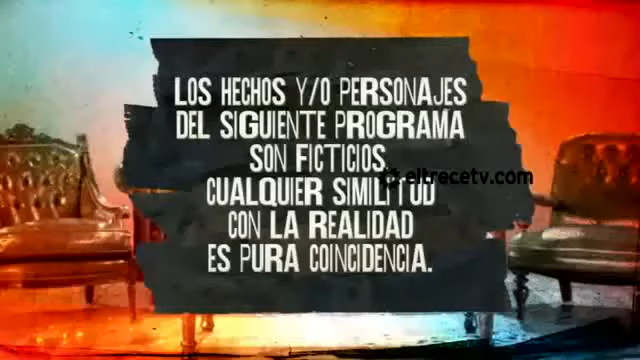 LOS HECHOS Y/O PERSONAJES
DEL SIGUIENTE PROGRAMA
SON FICTICIOS
eltrecetv.com
CUALQUIER SIMILITUD
CON LA REALIDAD
ES PURA COINCIDENCIA.